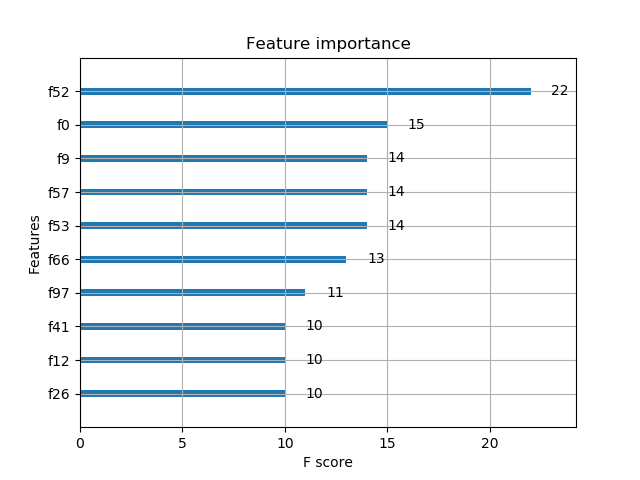 Feature importance
Features
f52 22
f0 15
f9 14
f57 14
f53 14
f66 13
f97 11
f41 10
f12 10
f26 10
0 5 10 15 20
F score